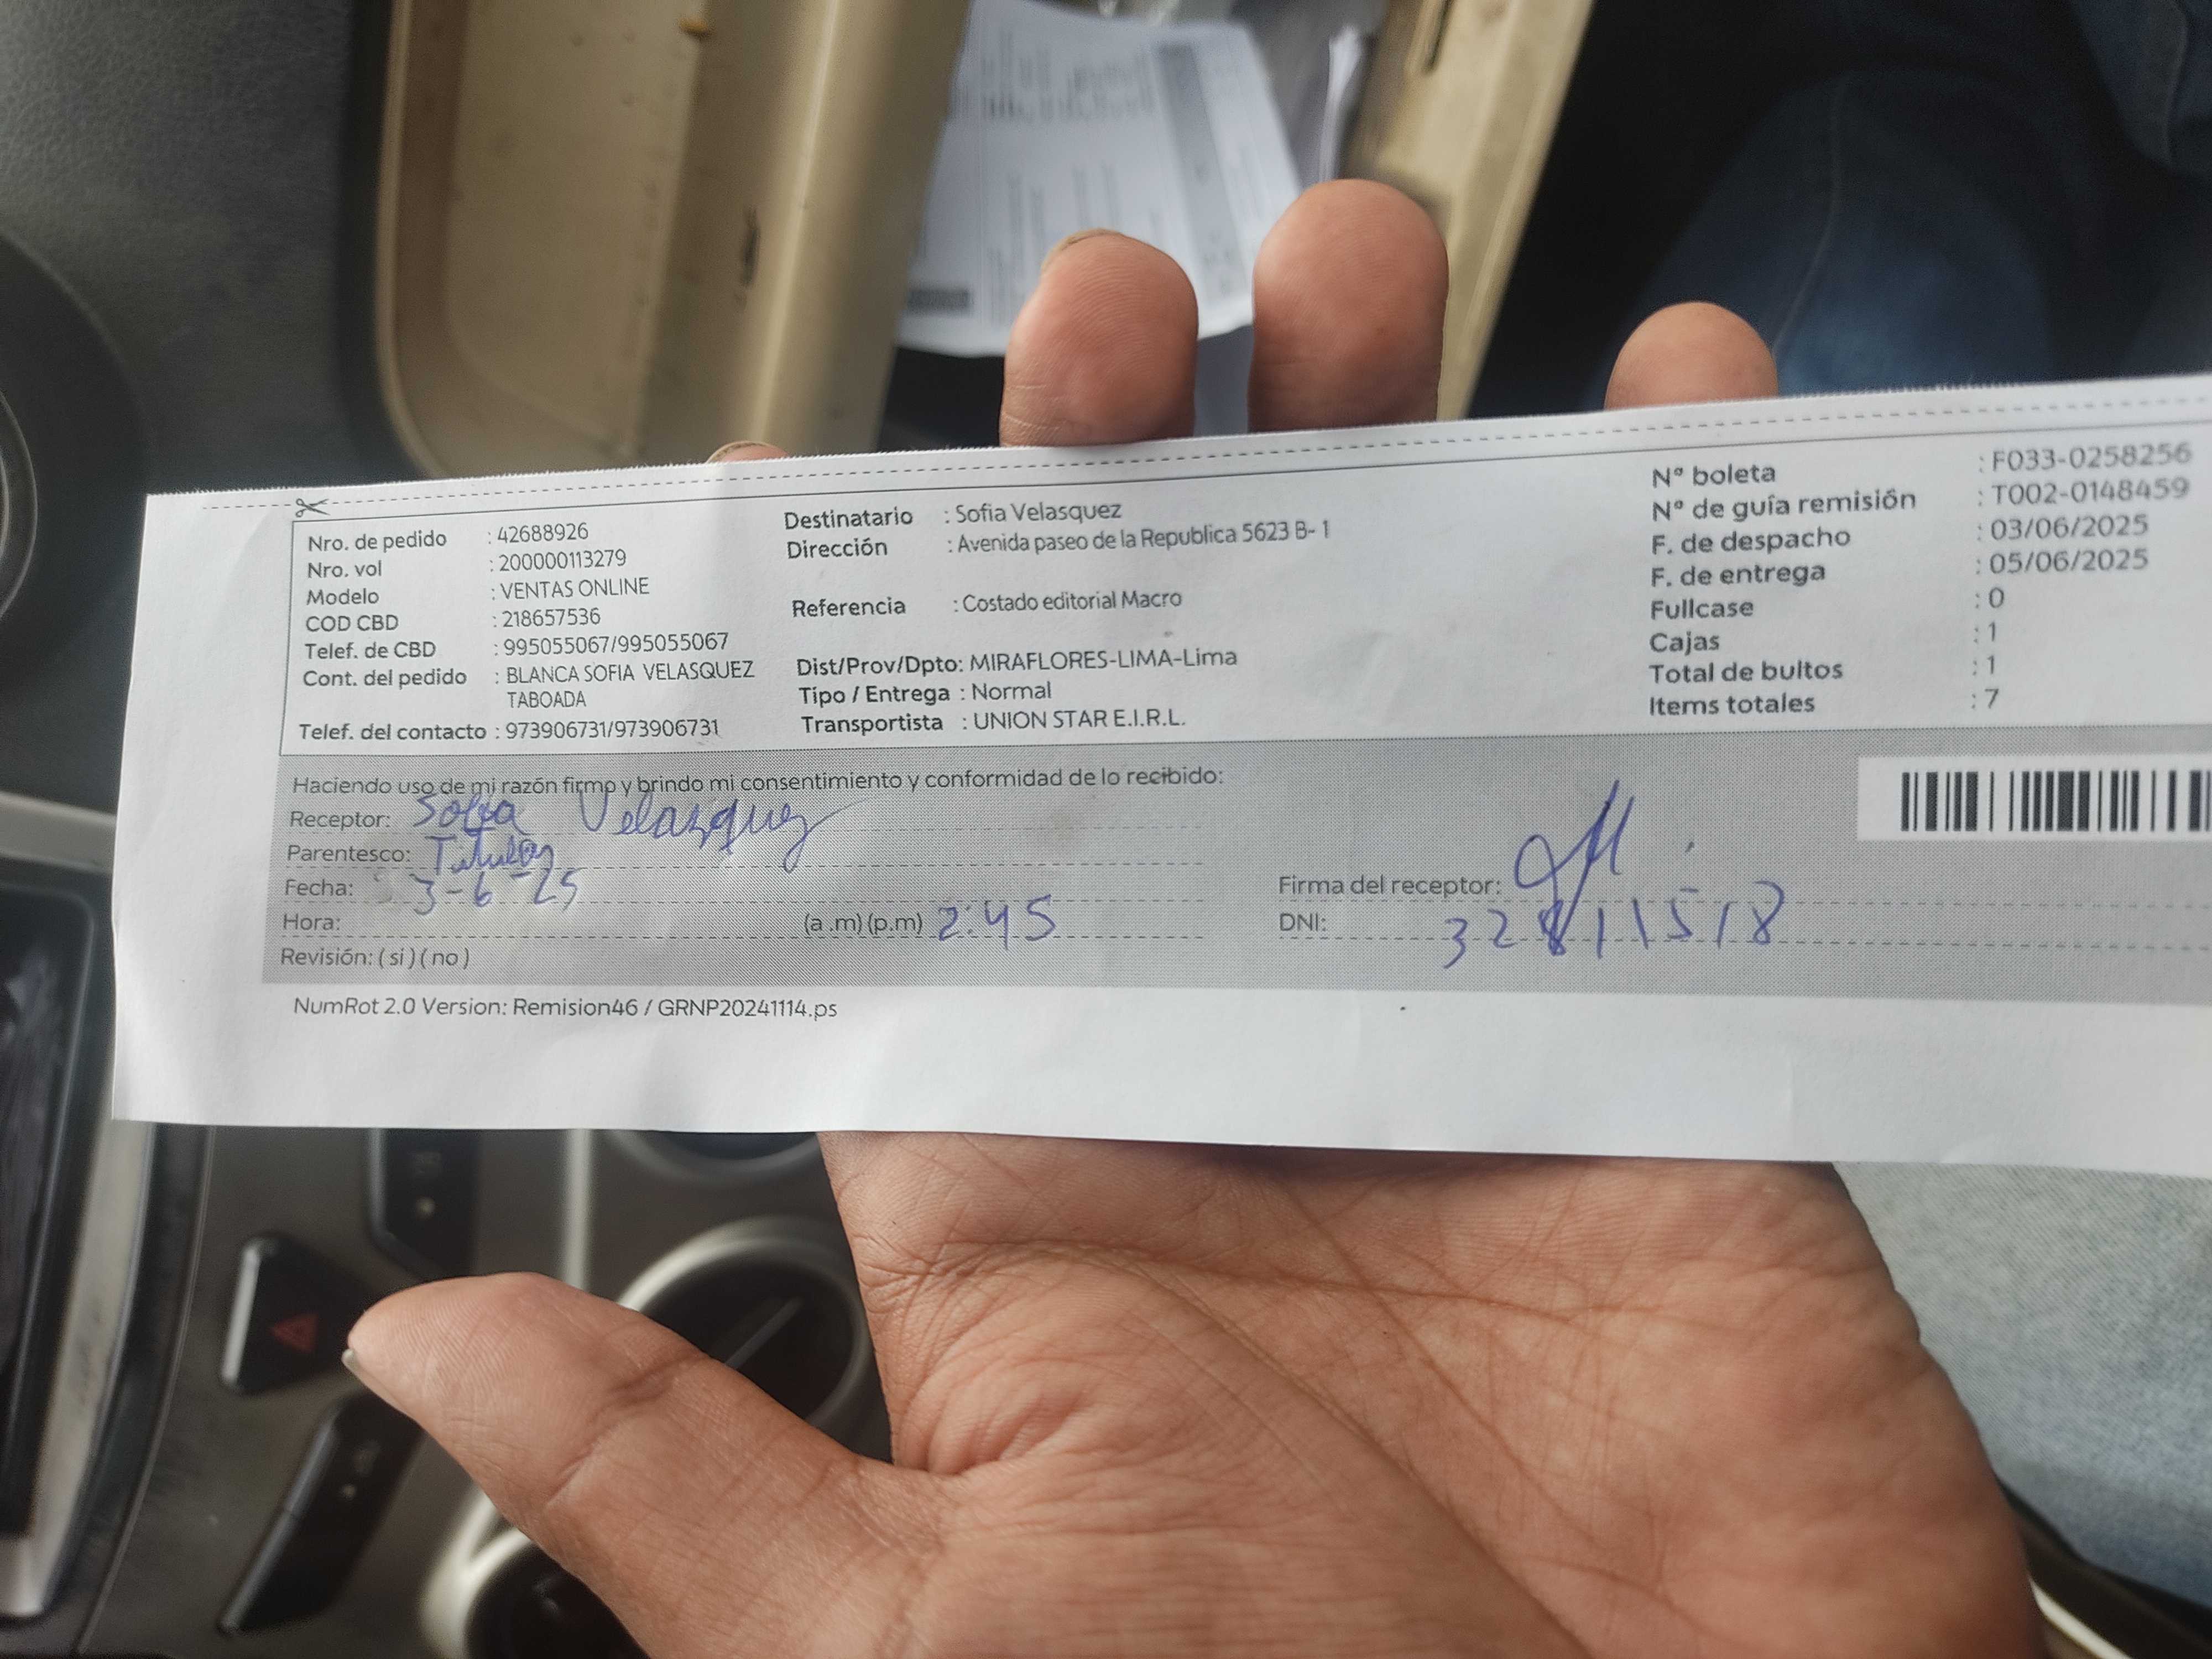 Nro. de pedido : 42688926
Nro. vol : 200000113279
Modelo : VENTAS ONLINE
COD CBD : 218657536
Telef. de CBD : 995055067/995055067
Cont. del pedido : BLANCA SOFIA VELASQUEZ
TABOADA
Telef. del contacto : 973906731/973906731
Destinatario : Sofia Velasquez
Dirección : Avenida paseo de la Republica 5623 B- 1
Referencia : Costado editorial Macro
Dist/Prov/Dpto: MIRAFLORES-LIMA-Lima
Tipo / Entrega : Normal
Transportista : UNION STAR E.I.R.L.
Nº boleta : F033-0258256
Nº de guía remisión : T002-0148459
F. de despacho : 03/06/2025
F. de entrega : 05/06/2025
Fullcase : 0
Cajas : 1
Total de bultos : 1
Items totales : 7
Haciendo uso de mi razón firmo y brindo mi consentimiento y conformidad de lo recibido:
Receptor: Sofia Velazquez
Parentesco: Titular
Fecha: 3-6-25
Hora: (a .m) (p.m) 2:45
Revisión: ( si ) ( no )
Firma del receptor:
DNI:
NumRot 2.0 Version: Remision46 / GRNP20241114.ps